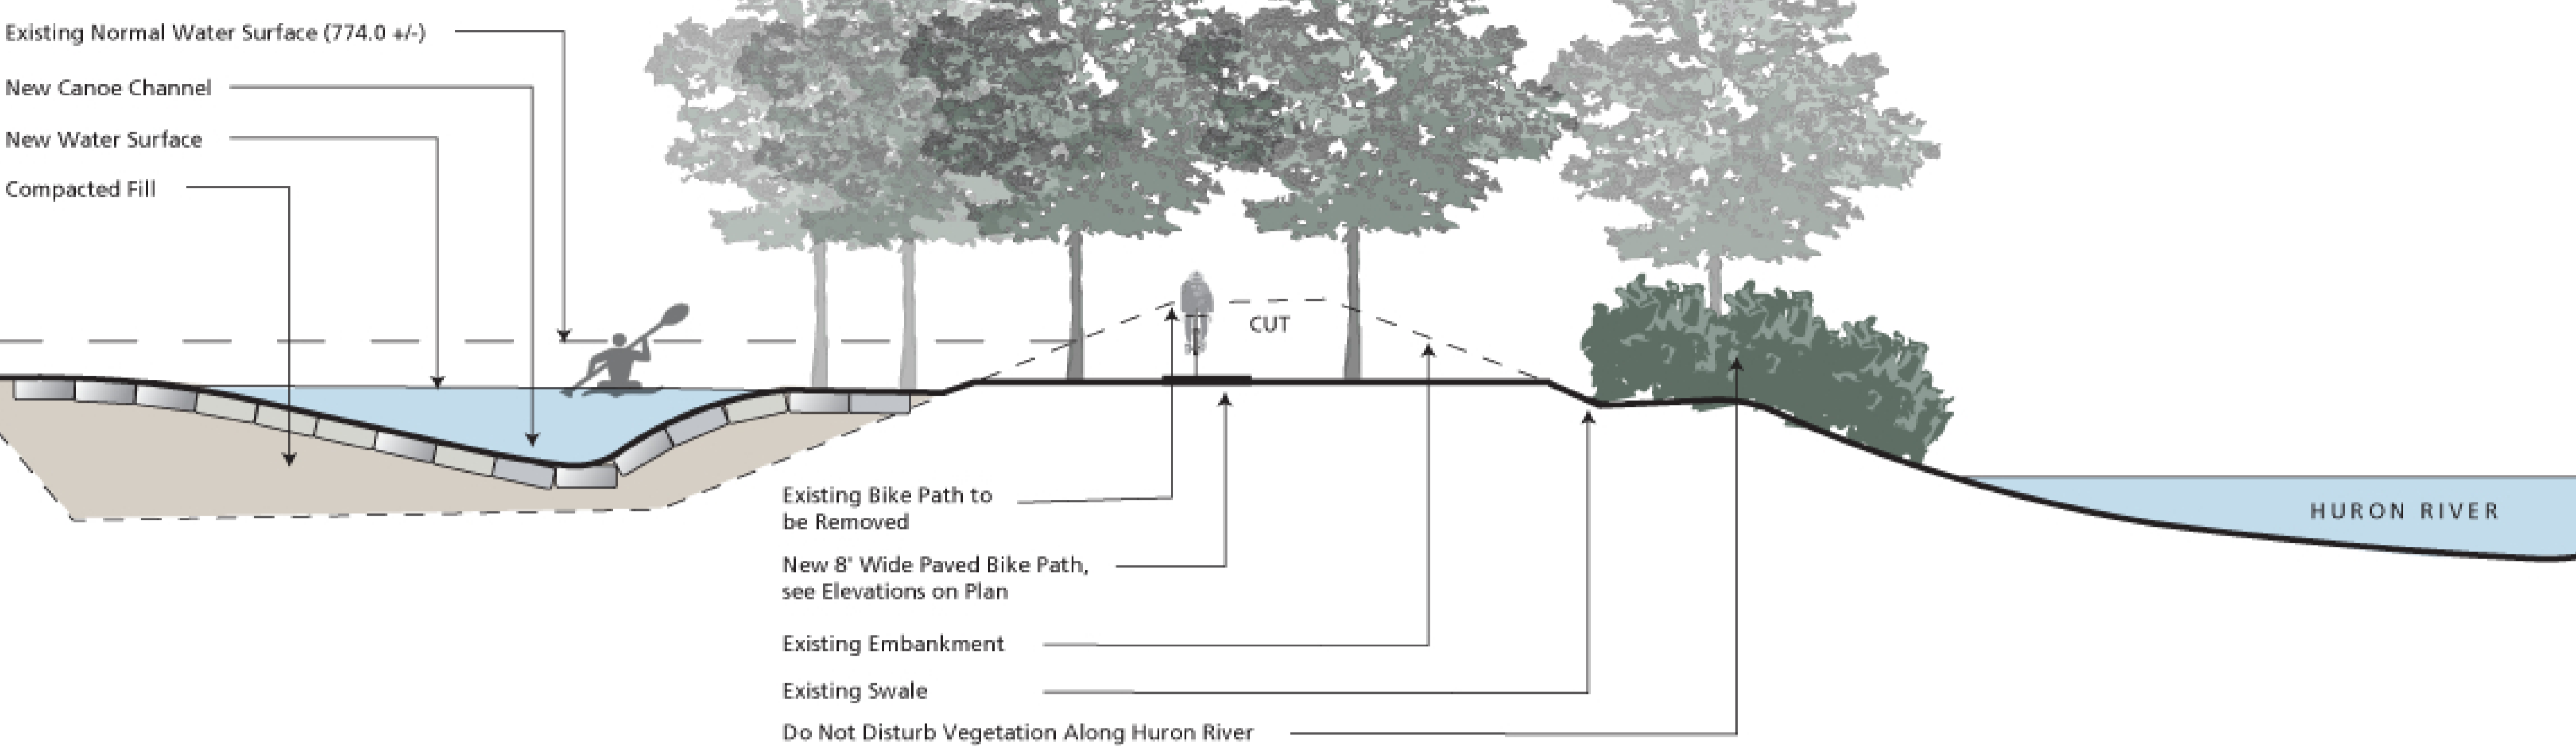 Existing Normal Water Surface (774.0 +/-)
New Canoe Channel
New Water Surface
Compacted Fill
CUT
Existing Bike Path to
be Removed
New 8' Wide Paved Bike Path,
see Elevations on Plan
Existing Embankment
Existing Swale
Do Not Disturb Vegetation Along Huron River
HURON RIVER